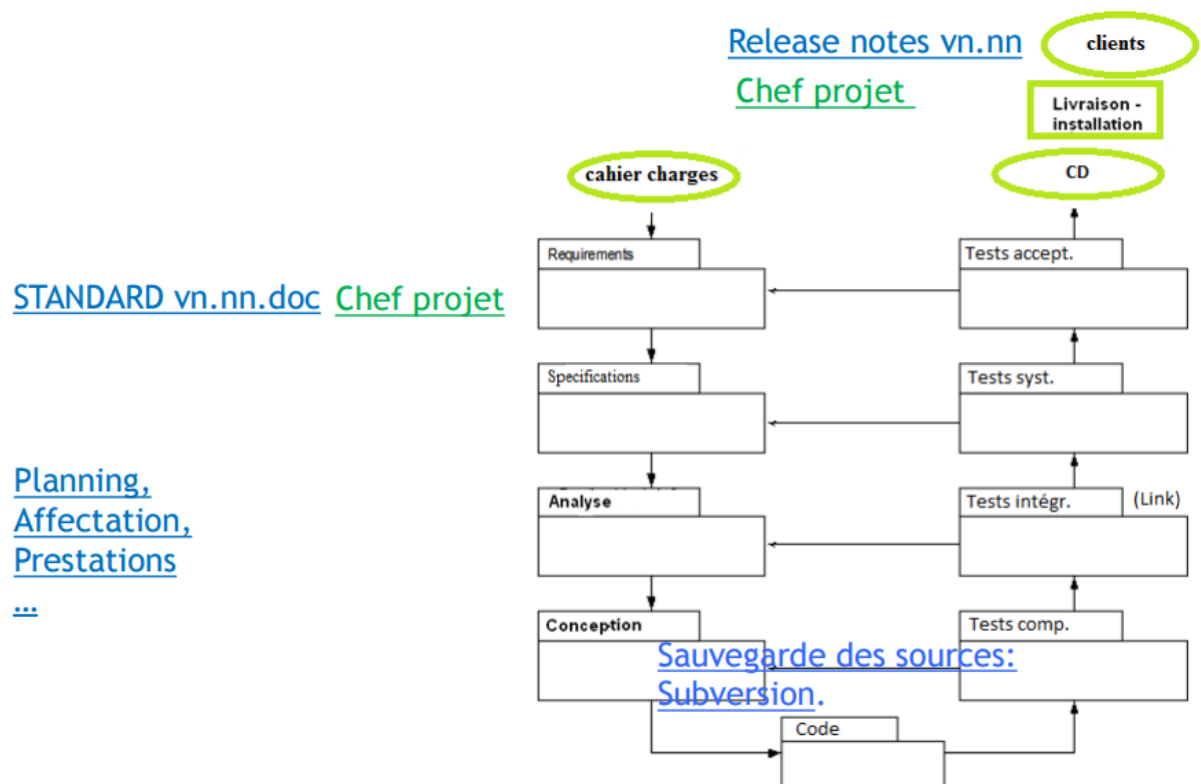 Release notes vn.nn
clients
Chef projet
Livraison -
installation
cahier charges
CD
Requirements
Tests accept.
STANDARD vn.nn.doc Chef projet
Specifications
Tests syst.
Planning,
Affectation,
Prestations
...
Analyse
Tests intégr.
(Link)
Conception
Tests comp.
Sauvegarde des sources:
Subversion.
Code